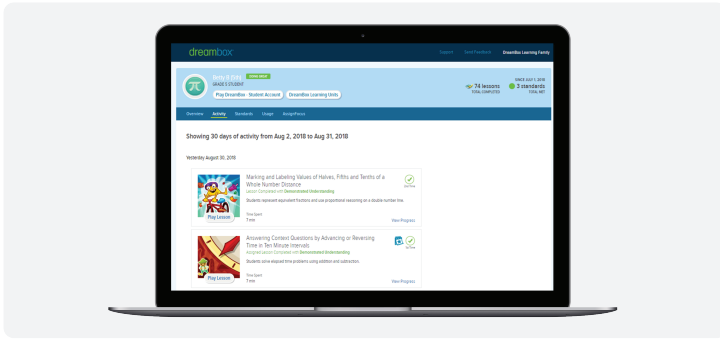 dreambox
Support Send Feedback DreamBox Learning Family
GRADE 5 STUDENT
Play DreamBox - Student Account DreamBox Learning Units
74 lessons
TOTAL COMPLETED
SINCE JULY 1, 2018
3 standards
TOTAL MET
Overview Activity Standards Usage AssignFocus
Showing 30 days of activity from Aug 2, 2018 to Aug 31, 2018
Yesterday August 30, 2018
Marking and Labeling Values of Halves, Fifths and Tenths of a
Whole Number Distance
Lesson Completed with Demonstrated Understanding
Students represent equivalent fractions and use proportional reasoning on a double number line.
Time Spent
7 min
Play Lesson
View Progress
Answering Context Questions by Advancing or Reversing
Time in Ten Minute Intervals
Assigned Lesson Completed with Demonstrated Understanding
Students solve elapsed time problems using addition and subtraction.
Time Spent
7 min
Play Lesson
View Progress